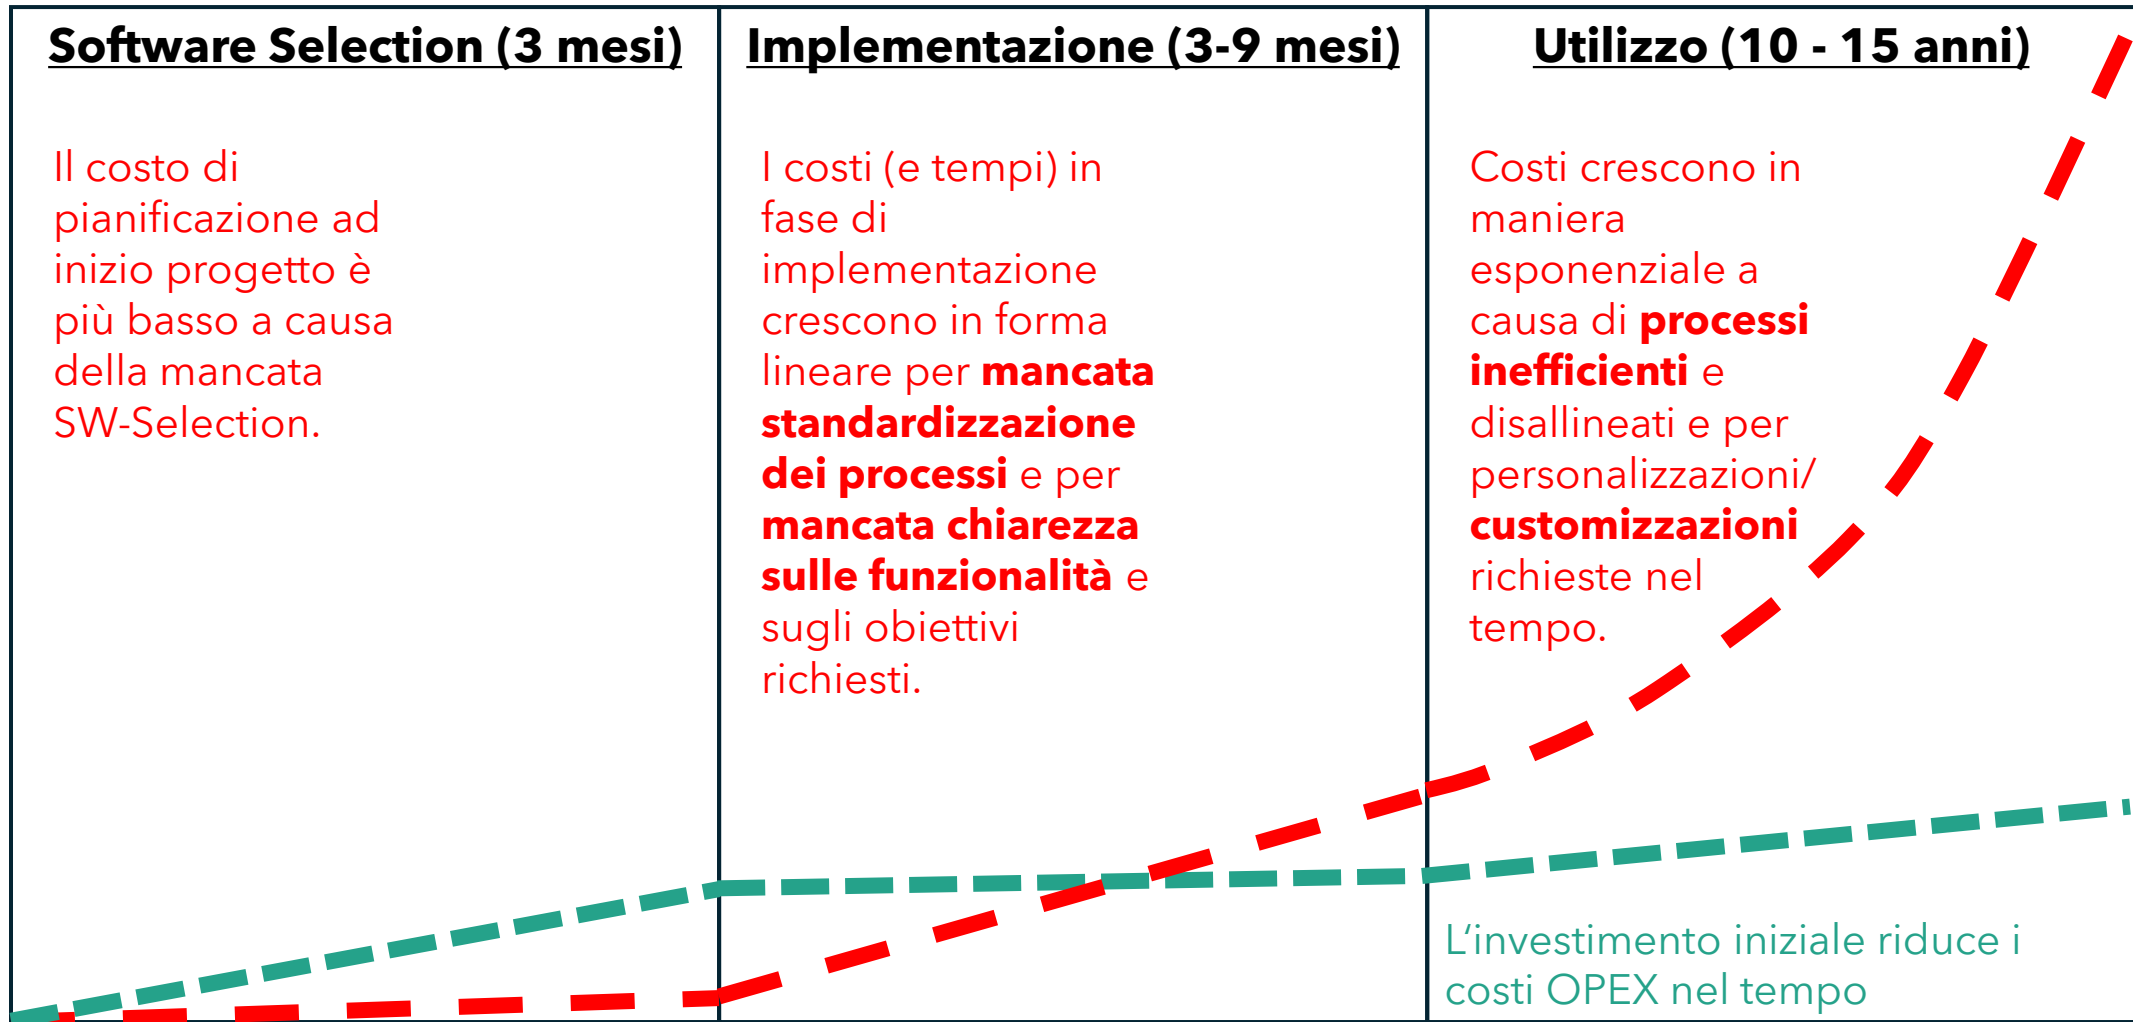 Software Selection (3 mesi)
Il costo di
pianificazione ad
inizio progetto è
più basso a causa
della mancata
SW-Selection.
Implementazione (3-9 mesi)
I costi (e tempi) in
fase di
implementazione
crescono in forma
lineare per mancata
standardizzazione
dei processi e per
mancata chiarezza
sulle funzionalità e
sugli obiettivi
richiesti.
Utilizzo (10 - 15 anni)
Costi crescono in
maniera
esponenziale a
causa di processi
inefficienti e
disallineati e per
personalizzazioni/
customizzazioni
richieste nel
tempo.
L‘investimento iniziale riduce i
costi OPEX nel tempo